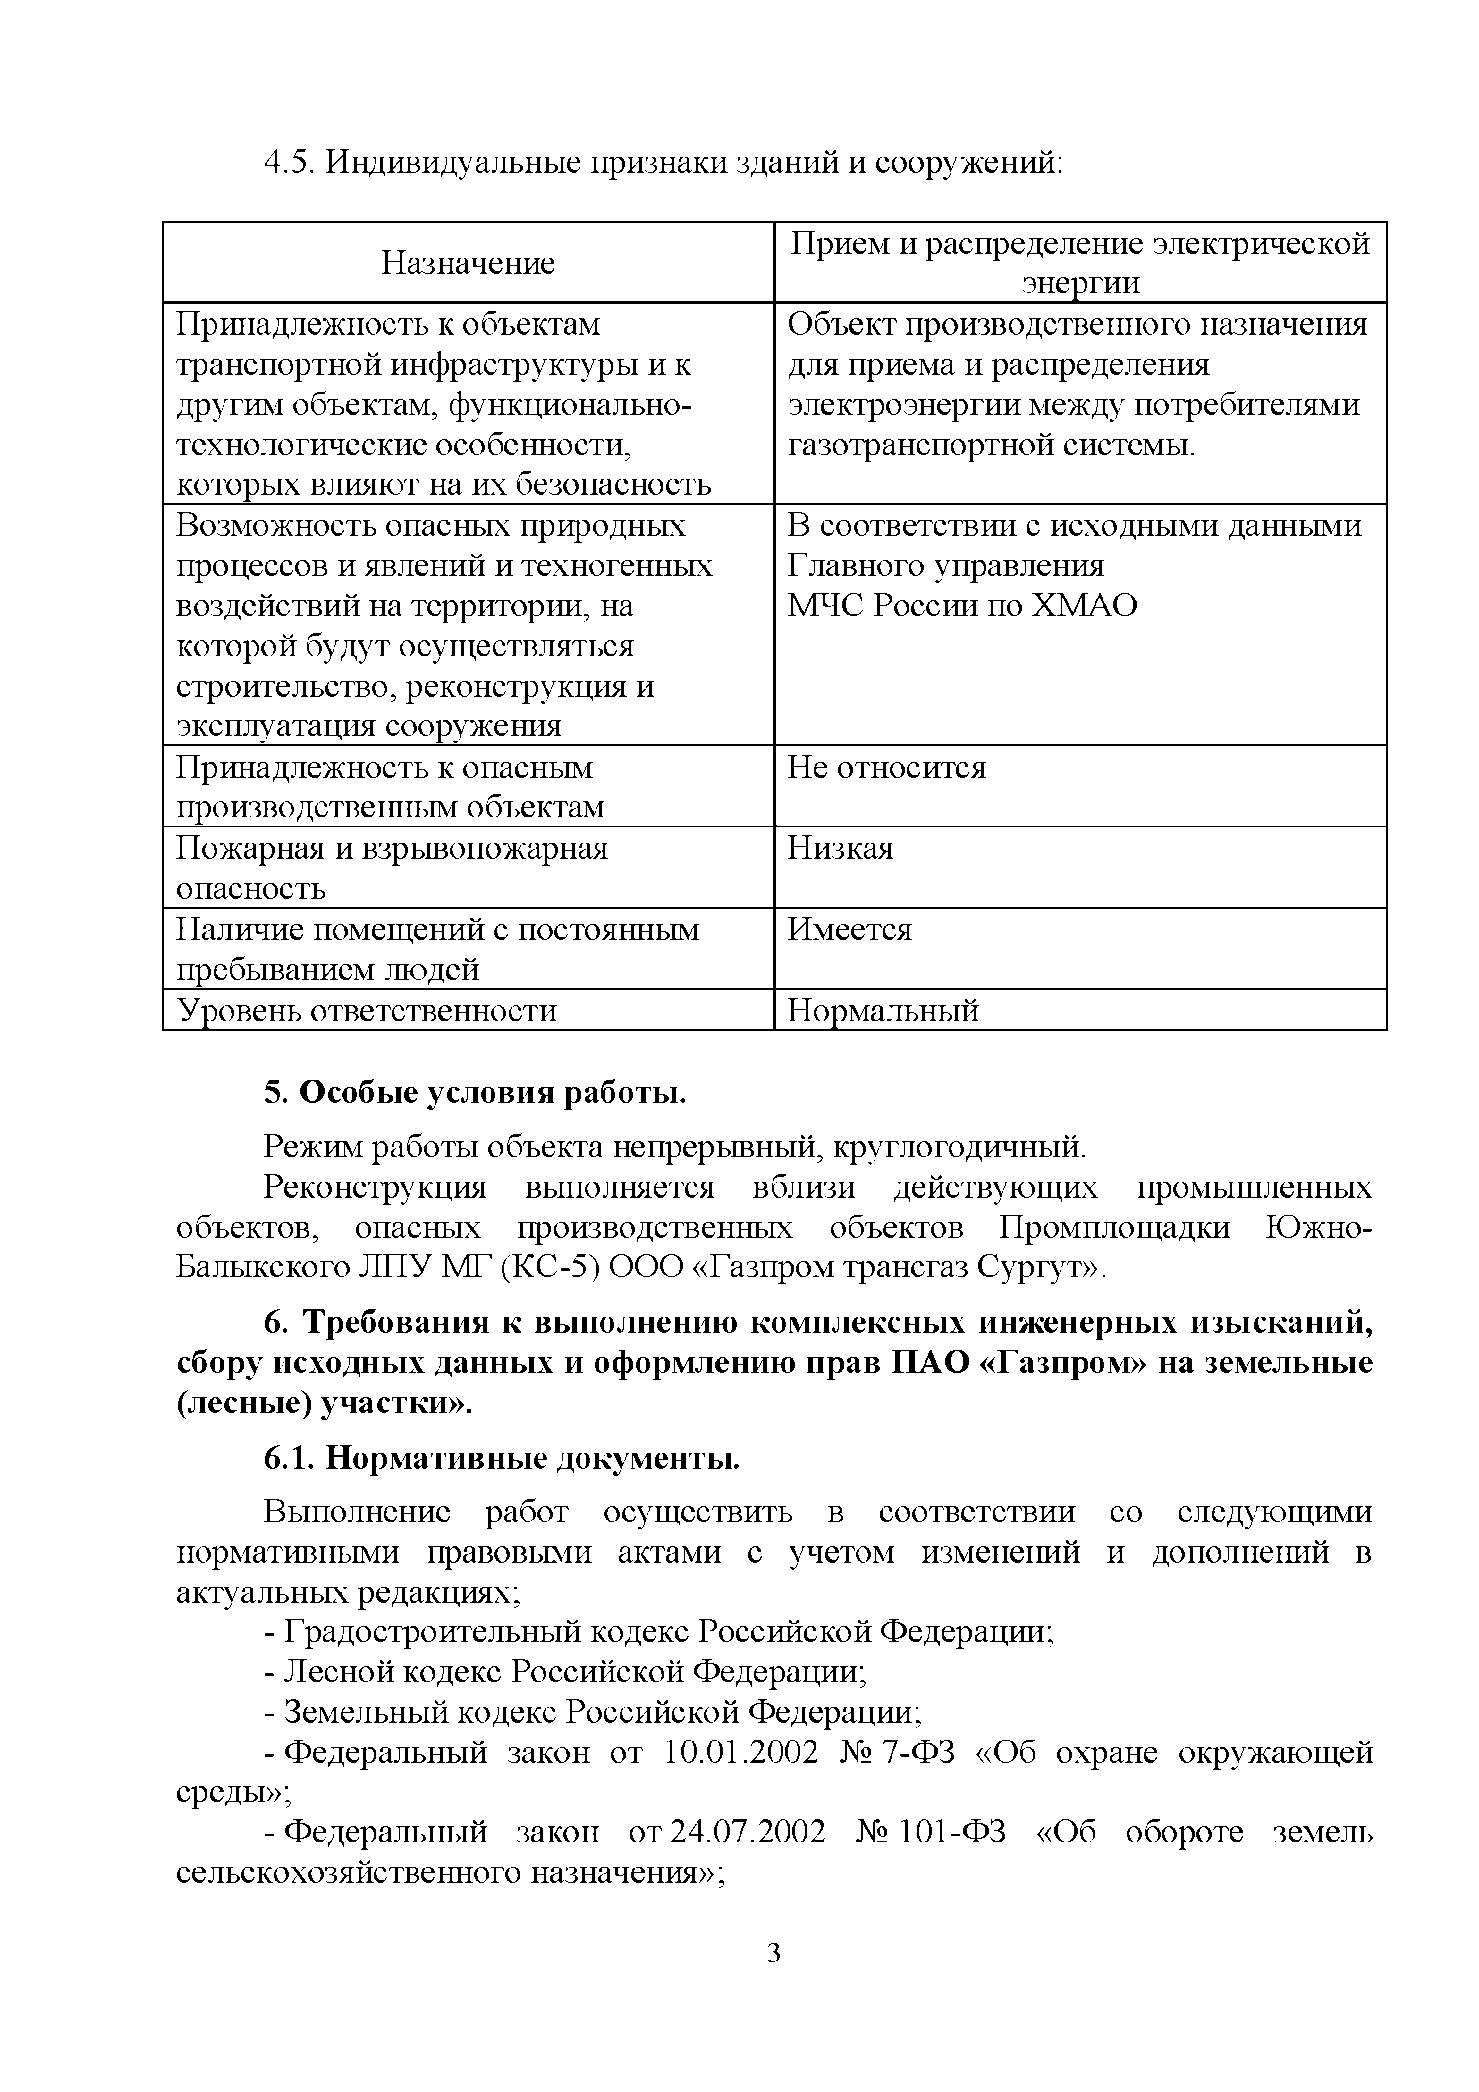 4.5. Индивидуальные признаки зданий и сооружений:
Назначение
Прием и распределение электрической
энергии
Принадлежность к объектам
транспортной инфраструктуры и к
другим объектам, функционально-
технологические особенности,
которых влияют на их безопасность
Объект производственного назначения
для приема и распределения
электроэнергии между потребителями
газотранспортной системы.
Возможность опасных природных
процессов и явлений и техногенных
воздействий на территории, на
которой будут осуществляться
строительство, реконструкция и
эксплуатация сооружения
В соответствии с исходными данными
Главного управления
МЧС России по ХМАО
Принадлежность к опасным
производственным объектам
Не относится
Пожарная и взрывопожарная
опасность
Низкая
Наличие помещений с постоянным
пребыванием людей
Имеется
Уровень ответственности
Нормальный
5. Особые условия работы.
Режим работы объекта непрерывный, круглогодичный.
Реконструкция выполняется вблизи действующих промышленных
объектов, опасных производственных объектов Промплощадки Южно-
Балыкского ЛПУ МГ (КС-5) ООО «Газпром трансгаз Сургут».
6. Требования к выполнению комплексных инженерных изысканий,
сбору исходных данных и оформлению прав ПАО «Газпром» на земельные
(лесные) участки».
6.1. Нормативные документы.
Выполнение работ осуществить в соответствии со следующими
нормативными правовыми актами с учетом изменений и дополнений в
актуальных редакциях;
- Градостроительный кодекс Российской Федерации;
- Лесной кодекс Российской Федерации;
- Земельный кодекс Российской Федерации;
- Федеральный закон от 10.01.2002 № 7-ФЗ «Об охране окружающей
среды»;
- Федеральный закон от 24.07.2002 № 101-ФЗ «Об обороте земель
сельскохозяйственного назначения»;
3